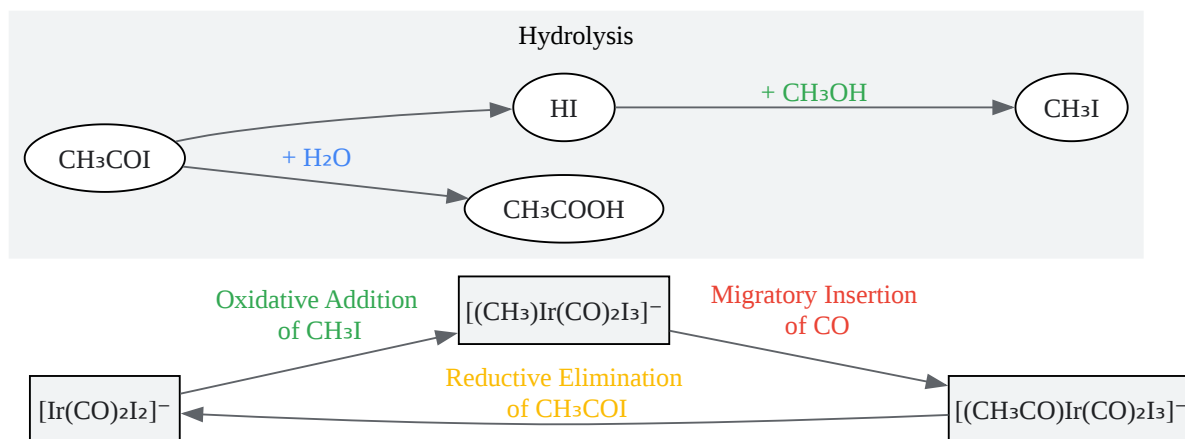 Hydrolysis
HI
+ CH₃OH
CH₃I
CH₃COI
+ H₂O
CH₃COOH
Oxidative Addition
of CH₃I
[(CH₃)Ir(CO)₂I₃]⁻
Migratory Insertion
of CO
Reductive Elimination
of CH₃COI
[Ir(CO)₂I₂]⁻
[(CH₃CO)Ir(CO)₂I₃]⁻